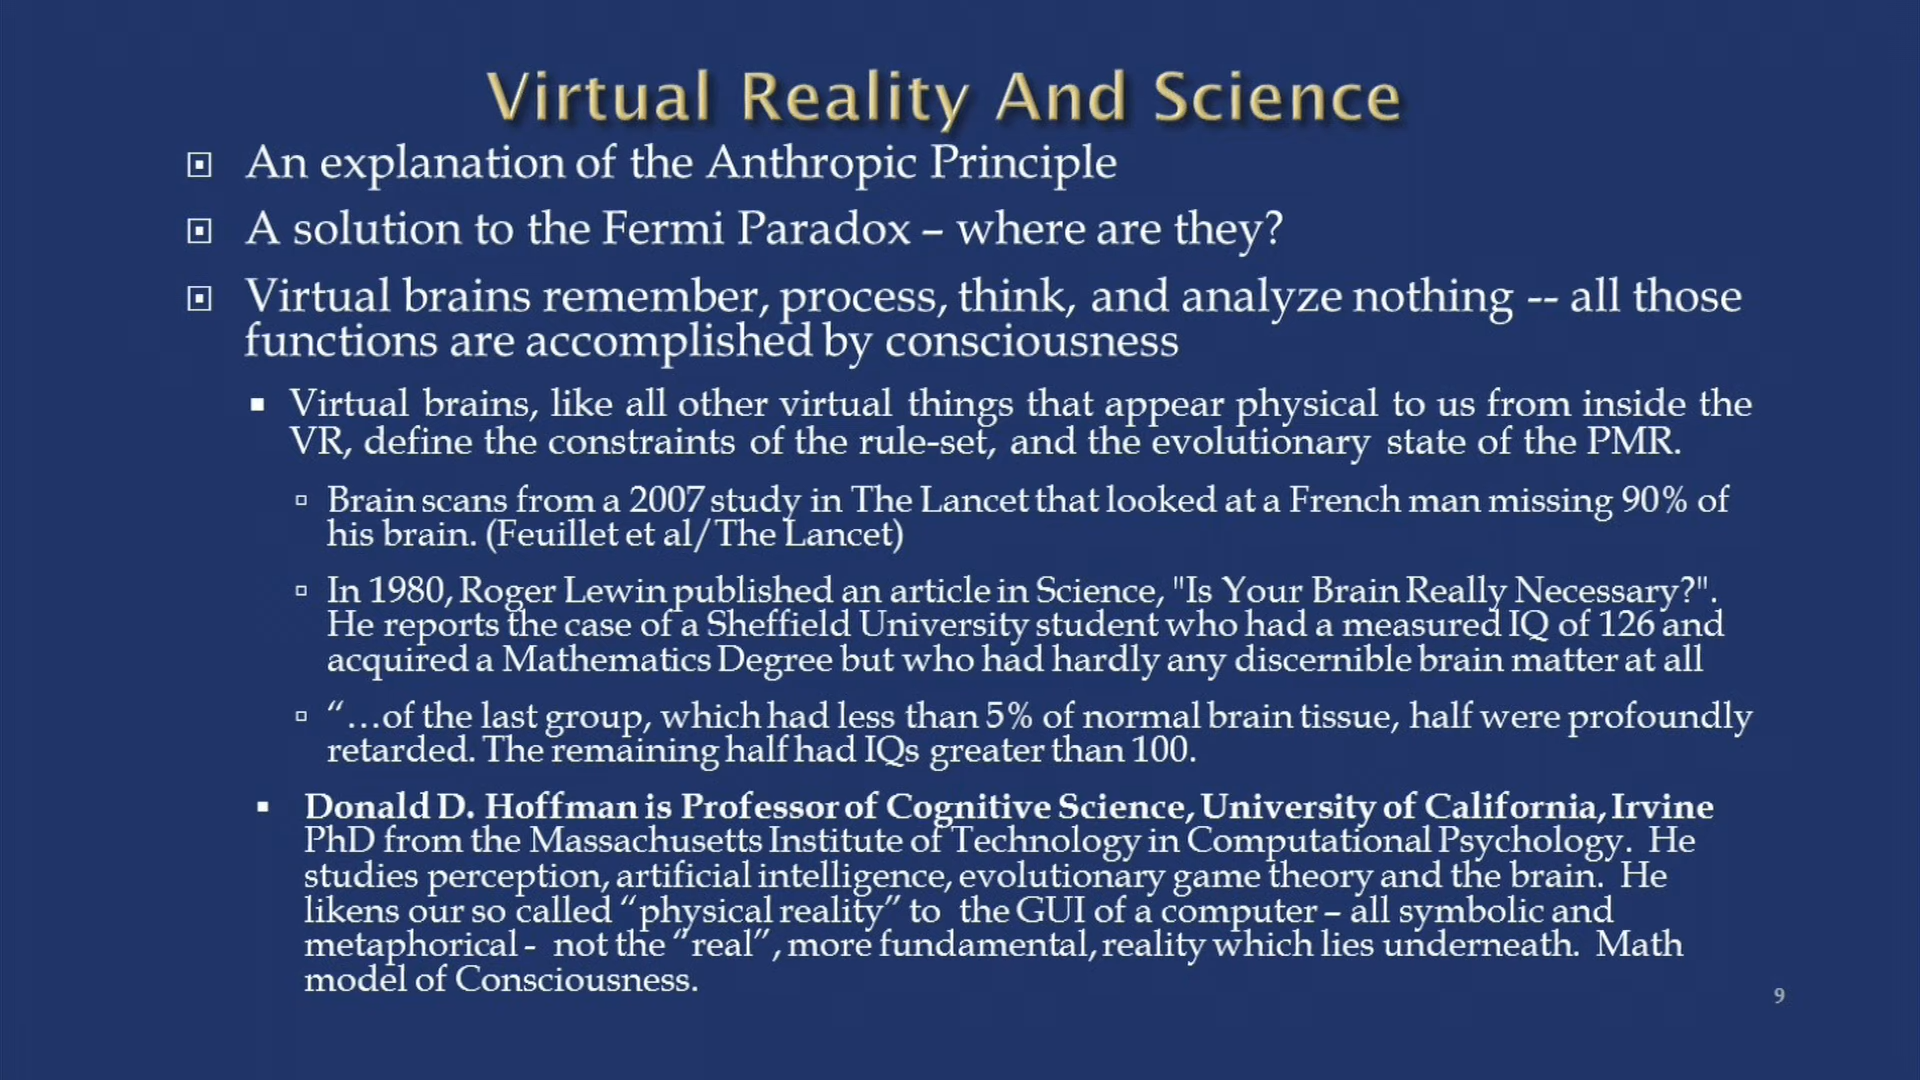 Virtual Reality And Science
An explanation of the Anthropic Principle
A solution to the Fermi Paradox – where are they?
Virtual brains remember, process, think, and analyze nothing -- all those
functions are accomplished by consciousness
Virtual brains, like all other virtual things that appear physical to us from inside the
VR, define the constraints of the rule-set, and the evolutionary state of the PMR.
Brain scans from a 2007 study in The Lancet that looked at a French man missing 90% of
his brain. (Feuillet et al/The Lancet)
In 1980, Roger Lewin published an article in Science, "Is Your Brain Really Necessary?".
He reports the case of a Sheffield University student who had a measured IQ of 126 and
acquired a Mathematics Degree but who had hardly any discernible brain matter at all
“…of the last group, which had less than 5% of normal brain tissue, half were profoundly
retarded. The remaining half had IQs greater than 100.
Donald D. Hoffman is Professor of Cognitive Science, University of California, Irvine
PhD from the Massachusetts Institute of Technology in Computational Psychology. He
studies perception, artificial intelligence, evolutionary game theory and the brain. He
likens our so called “physical reality” to the GUI of a computer – all symbolic and
metaphorical - not the “real”, more fundamental, reality which lies underneath. Math
model of Consciousness.
9